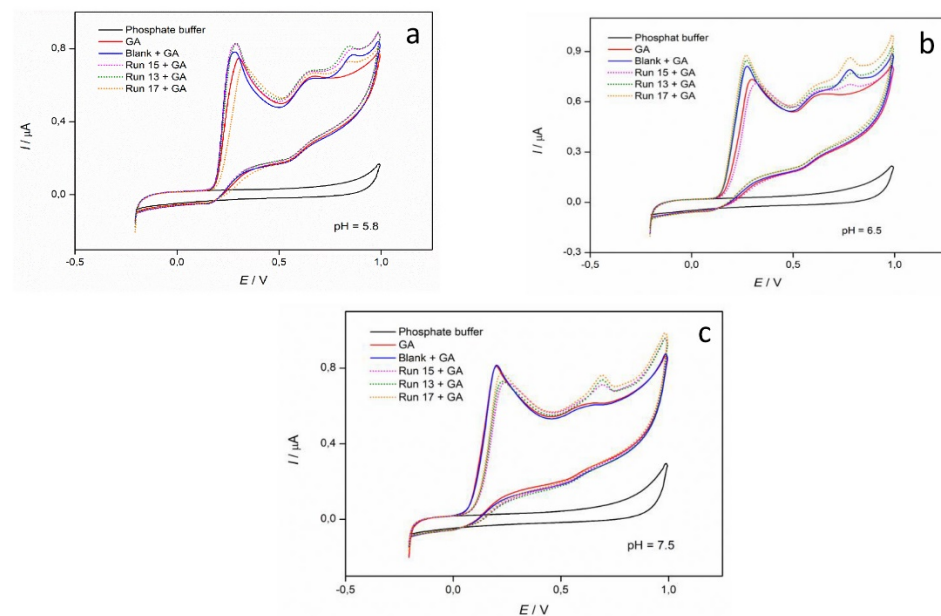 a
Phosphate buffer
GA
Blank + GA
Run 15 + GA
Run 13 + GA
Run 17 + GA
I / µA
0,8
0,4
0,0
pH = 5.8
-0,5
0,0
0,5
1,0
E / V
b
Phosphat buffer
GA
Blank + GA
Run 15 + GA
Run 13 + GA
Run 17 + GA
I / µA
0,9
0,6
0,3
0,0
-0,3
pH = 6.5
-0,5
0,0
0,5
1,0
E / V
c
Phosphate buffer
GA
Blank + GA
Run 15 + GA
Run 13 + GA
Run 17 + GA
I / µA
0,8
0,4
0,0
pH = 7.5
-0,5
0,0
0,5
1,0
E / V